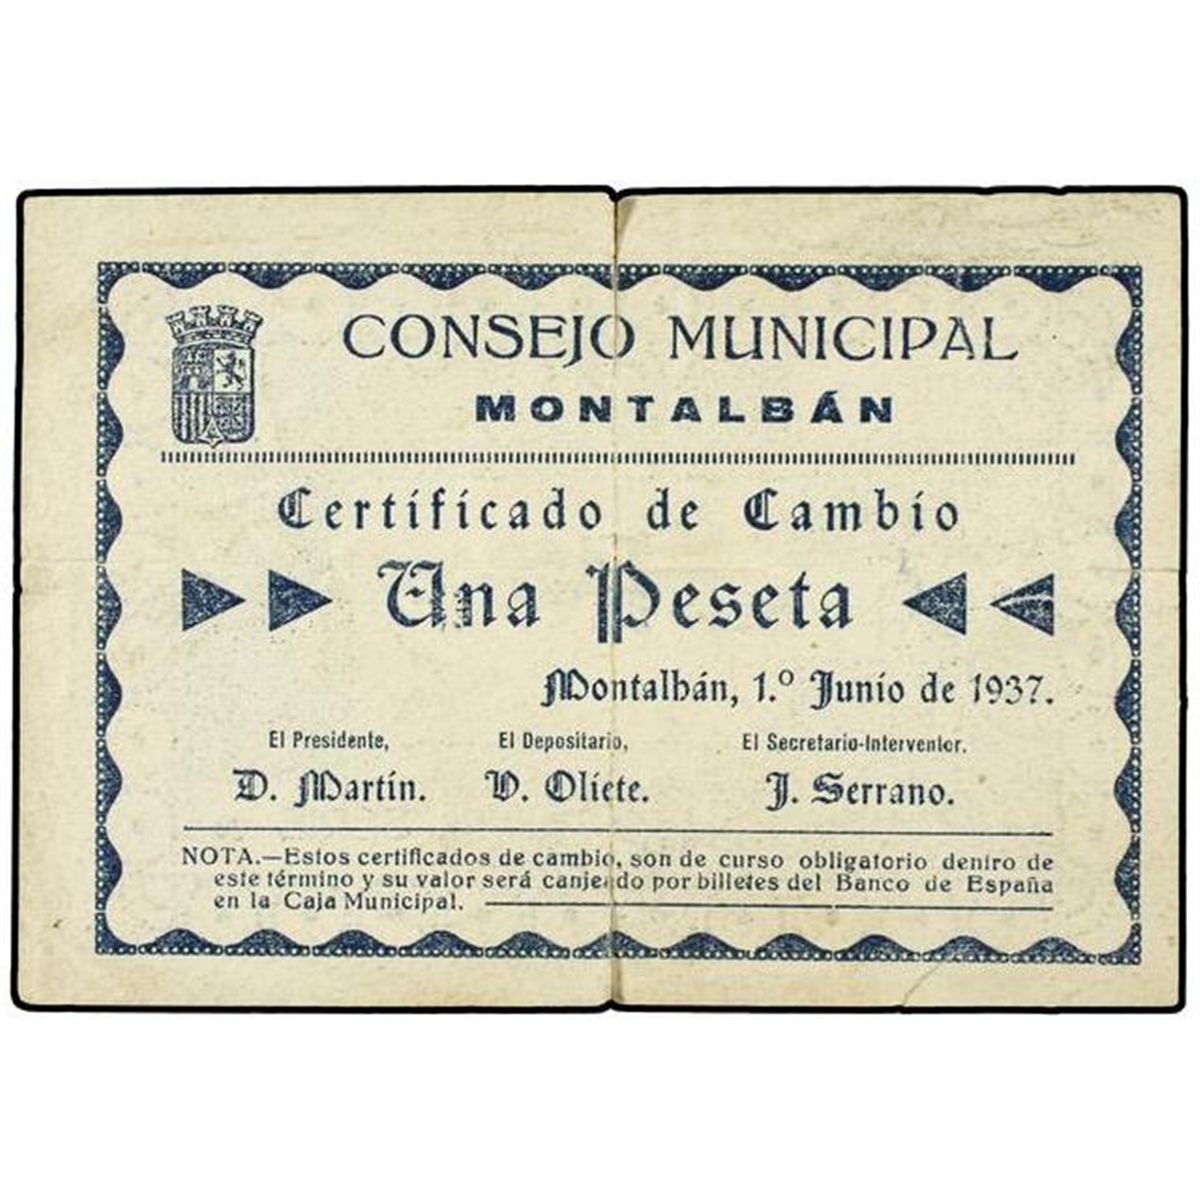 CONSEJO MUNICIPAL
MONTALBÁN
Certificado de Cambio
Una Peseta
Montalbán, 1.º Junio de 1937.
El Presidente, El Depositario, El Secretario-Interventor.
D. Martín. V. Oliete. J. Serrano.
NOTA.—Estos certificados de cambio, son de curso obligatorio dentro de
este término y su valor será canjeado por billetes del Banco de España
en la Caja Municipal.